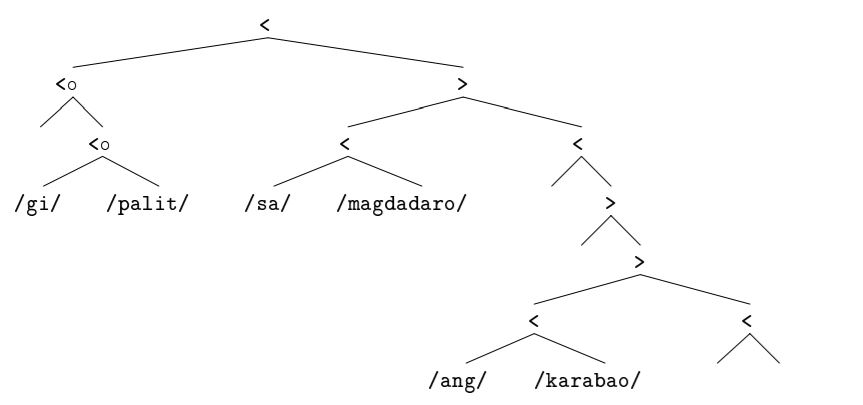 <
<o >
<o < <
/gi/ /palit/ /sa/ /magdadaro/ >
>
< <
/ang/ /karabao/